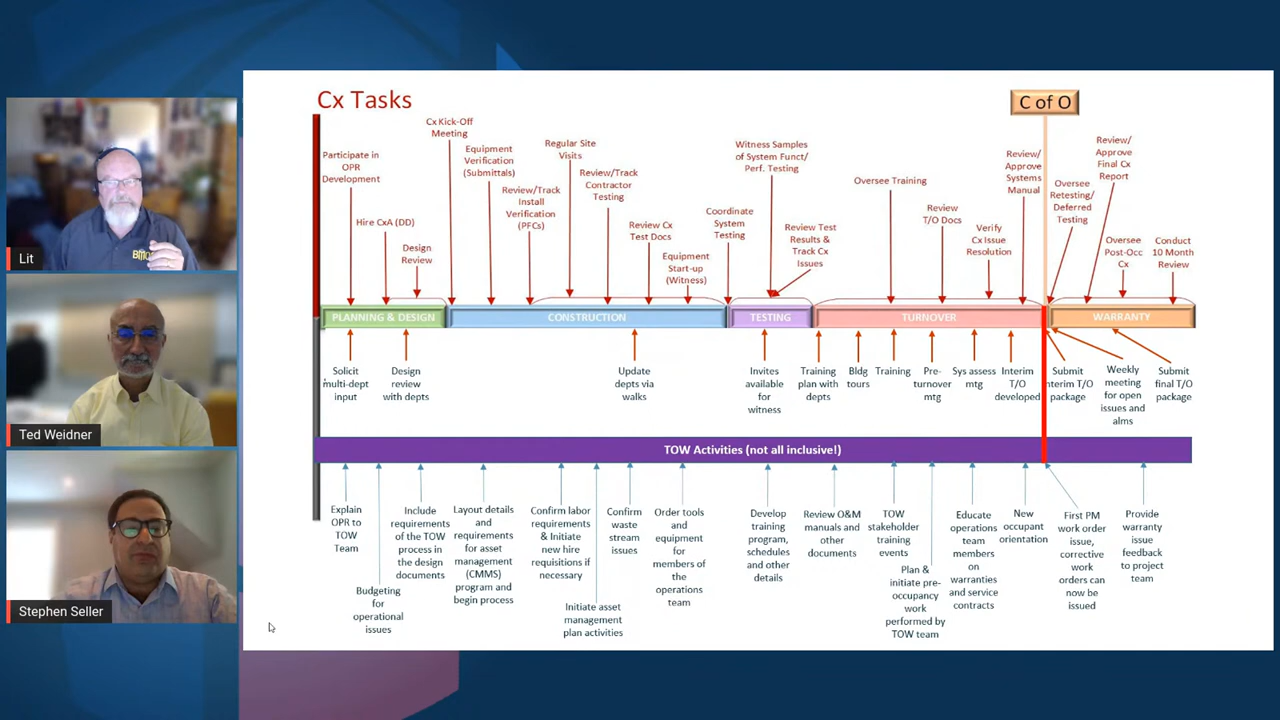 Lit
Ted Weidner
Stephen Seller
Cx Tasks
C of O
Participate in
OPR
Development
Hire CxA (DD)
Design
Review
Cx Kick-Off
Meeting
Equipment
Verification
(Submittals)
Review/Track
Install
Verification
(PFCs)
Regular Site
Visits
Review/Track
Contractor
Testing
Review Cx
Test Docs
Equipment
Start-up
(Witness)
Coordinate
System
Testing
Witness Samples
of System Funct/
Perf. Testing
Review Test
Results &
Track Cx
Issues
Oversee Training
Review
T/O Docs
Verify
Cx Issue
Resolution
Review/
Approve
Systems
Manual
Oversee
Retesting/
Deferred
Testing
Review/
Approve
Final Cx
Report
Oversee
Post-Occ
Cx
Conduct
10 Month
Review
PLANNING & DESIGN
CONSTRUCTION
TESTING
TURNOVER
WARRANTY
Solicit
multi-dept
input
Design
review
with depts
Update
depts via
walks
Invites
available
for
witness
Training
plan with
depts
Bldg
tours
Training
Pre-
turnover
mtg
Sys assess
mtg
Interim
T/O
developed
Submit
interim T/O
package
Weekly
meeting
for open
issues and
alms
Submit
final T/O
package
TOW Activities (not all inclusive!)
Explain
OPR to
TOW
Team
Budgeting
for
operational
issues
Include
requirements
of the TOW
process in
the design
documents
Layout details
and
requirements
for asset
management
(CMMS)
program and
begin process
Confirm labor
requirements
& Initiate
new hire
requisitions if
necessary
Initiate asset
management
plan activities
Confirm
waste
stream
issues
Order tools
and
equipment
for
members of
the
operations
team
Develop
training
program,
schedules
and other
details
Review O&M
manuals and
other
documents
TOW
stakeholder
training
events
Plan &
initiate pre-
occupancy
work
performed by
TOW team
Educate
operations
team
members
on
warranties
and service
contracts
New
occupant
orientation
First PM
work order
issue,
corrective
work
orders can
now be
issued
Provide
warranty
issue
feedback
to project
team